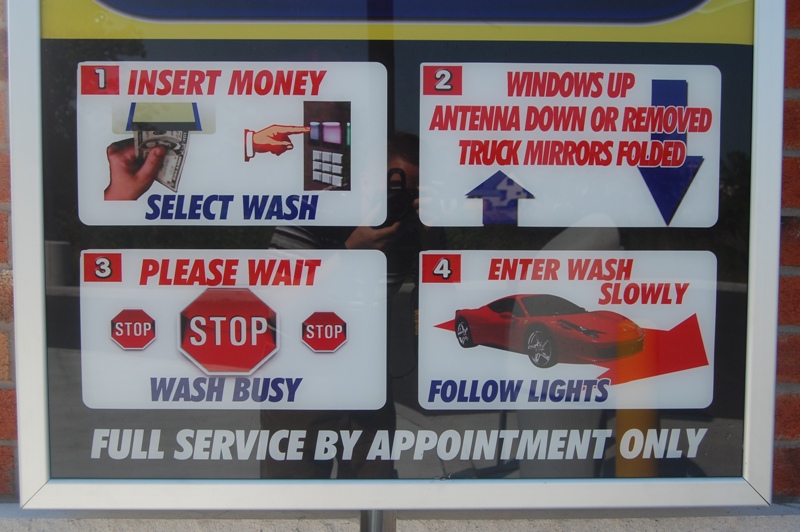 1 INSERT MONEY
SELECT WASH
2 WINDOWS UP
ANTENNA DOWN OR REMOVED
TRUCK MIRRORS FOLDED
3 PLEASE WAIT
STOP STOP STOP
WASH BUSY
4 ENTER WASH
SLOWLY
FOLLOW LIGHTS
FULL SERVICE BY APPOINTMENT ONLY